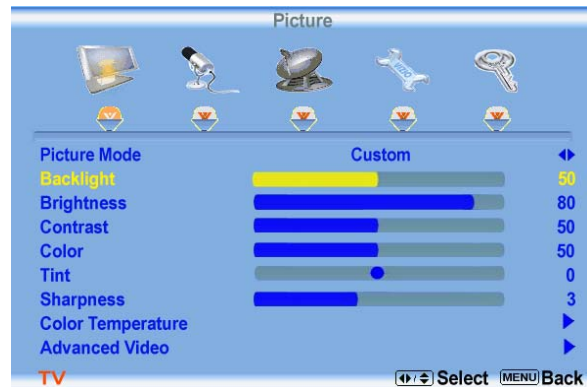 Picture
VIZIO
Picture Mode Custom
Backlight 50
Brightness 80
Contrast 50
Color 50
Tint 0
Sharpness 3
Color Temperature
Advanced Video
TV Select MENU Back